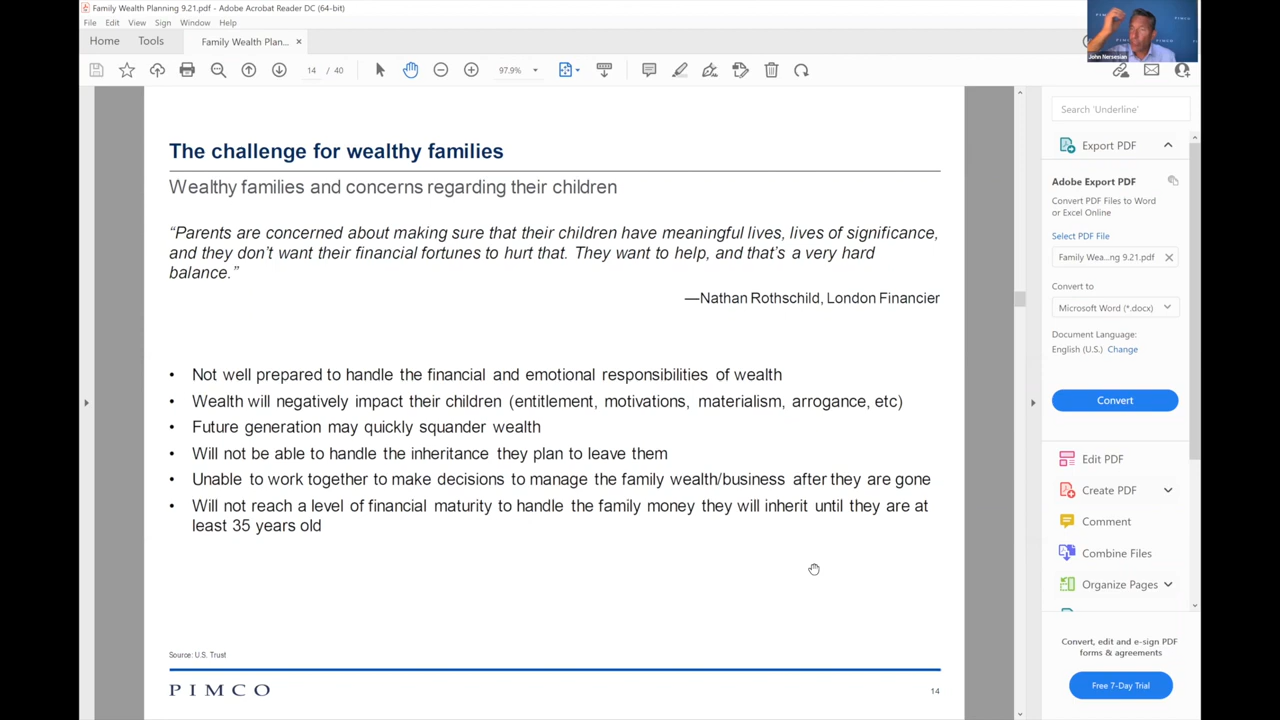 Family Wealth Planning 9.21.pdf - Adobe Acrobat Reader DC (64-bit)
File Edit View Sign Window Help
Home Tools Family Wealth Plan... ×
14 / 40 97.9%
PIMCO
John Nersesian
The challenge for wealthy families
Wealthy families and concerns regarding their children
“Parents are concerned about making sure that their children have meaningful lives, lives of significance,
and they don’t want their financial fortunes to hurt that. They want to help, and that’s a very hard
balance.”
—Nathan Rothschild, London Financier
• Not well prepared to handle the financial and emotional responsibilities of wealth
• Wealth will negatively impact their children (entitlement, motivations, materialism, arrogance, etc)
• Future generation may quickly squander wealth
• Will not be able to handle the inheritance they plan to leave them
• Unable to work together to make decisions to manage the family wealth/business after they are gone
• Will not reach a level of financial maturity to handle the family money they will inherit until they are at
least 35 years old
Source: U.S. Trust
PIMCO
14
Search 'Underline'
Export PDF
Adobe Export PDF
Convert PDF Files to Word
or Excel Online
Select PDF File
Family Wea...ng 9.21.pdf ×
Convert to
Microsoft Word (*.docx)
Document Language:
English (U.S.) Change
Convert
Edit PDF
Create PDF
Comment
Combine Files
Organize Pages
Convert, edit and e-sign PDF
forms & agreements
Free 7-Day Trial